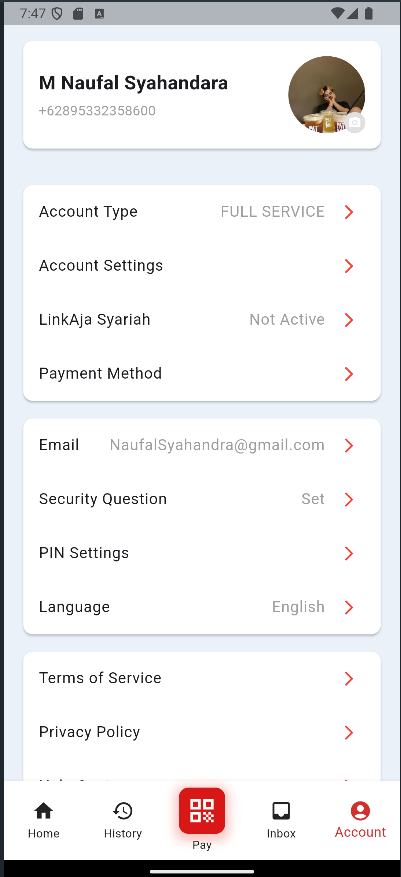 7:47
M Naufal Syahandara
+62895332358600
Account Type FULL SERVICE
Account Settings
LinkAja Syariah Not Active
Payment Method
Email NaufalSyahandra@gmail.com
Security Question Set
PIN Settings
Language English
Terms of Service
Privacy Policy
Home History Pay Inbox Account